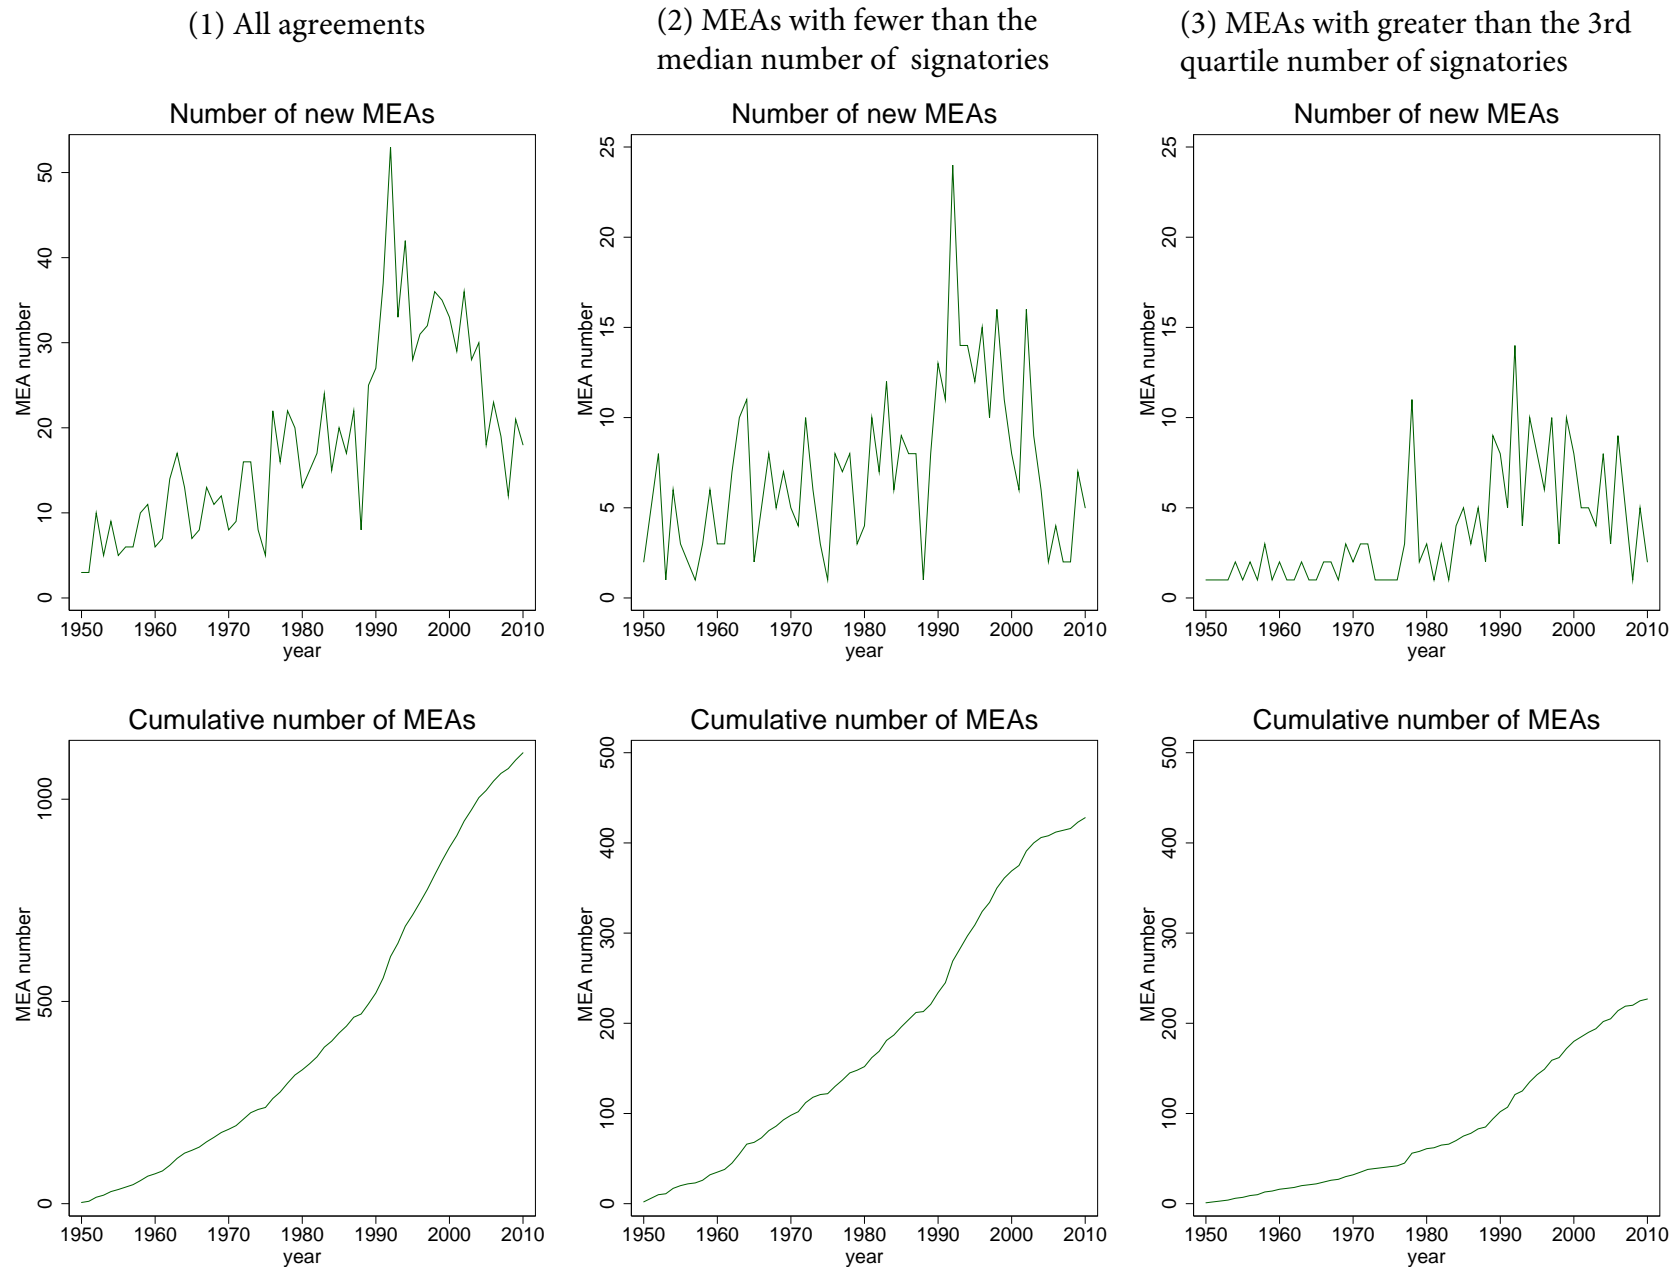 (1) All agreements
(2) MEAs with fewer than the
median number of signatories
(3) MEAs with greater than the 3rd
quartile number of signatories
Number of new MEAs
MEA number
50
40
30
20
10
0
1950 1960 1970 1980 1990 2000 2010
year
Number of new MEAs
MEA number
25
20
15
10
5
0
1950 1960 1970 1980 1990 2000 2010
year
Number of new MEAs
MEA number
25
20
15
10
5
0
1950 1960 1970 1980 1990 2000 2010
year
Cumulative number of MEAs
MEA number
1000
500
0
1950 1960 1970 1980 1990 2000 2010
year
Cumulative number of MEAs
MEA number
500
400
300
200
100
0
1950 1960 1970 1980 1990 2000 2010
year
Cumulative number of MEAs
MEA number
500
400
300
200
100
0
1950 1960 1970 1980 1990 2000 2010
year